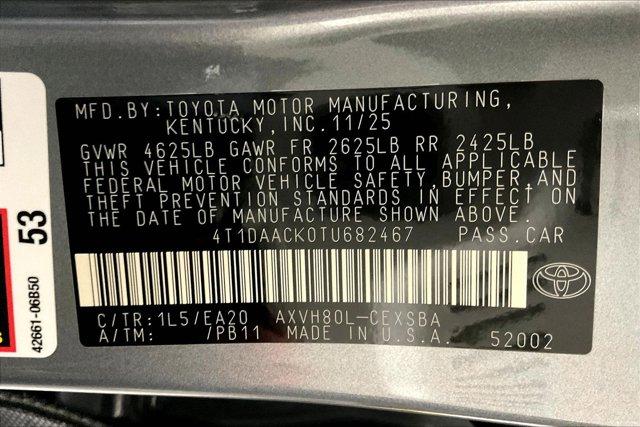 MFD.BY:TOYOTA MOTOR MANUFACTURING,
KENTUCKY,INC.11/25
GVWR 4625LB GAWR FR 2625LB RR 2425LB
THIS VEHICLE CONFORMS TO ALL APPLICABLE
FEDERAL MOTOR VEHICLE SAFETY,BUMPER,AND
THEFT PREVENTION STANDARDS IN EFFECT ON
THE DATE OF MANUFACTURE SHOWN ABOVE.
4T1DAACK0TU682467 PASS.CAR
C/TR:1L5/EA20 AXVH80L-CEXSBA
A/TM: /PB11 MADE IN U.S.A. 52002
53
42661-06B50